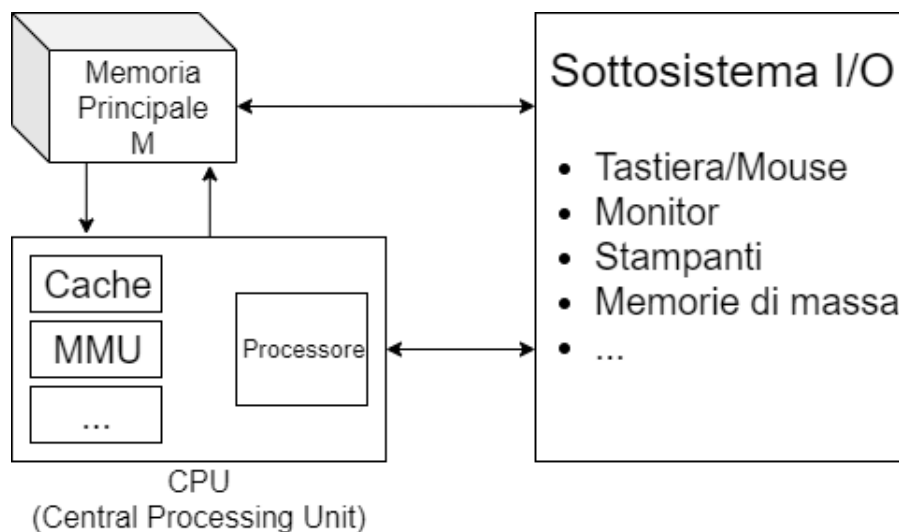 Memoria
Principale
M
Sottosistema I/O
• Tastiera/Mouse
• Monitor
• Stampanti
• Memorie di massa
• ...
Cache
MMU
...
Processore
CPU
(Central Processing Unit)